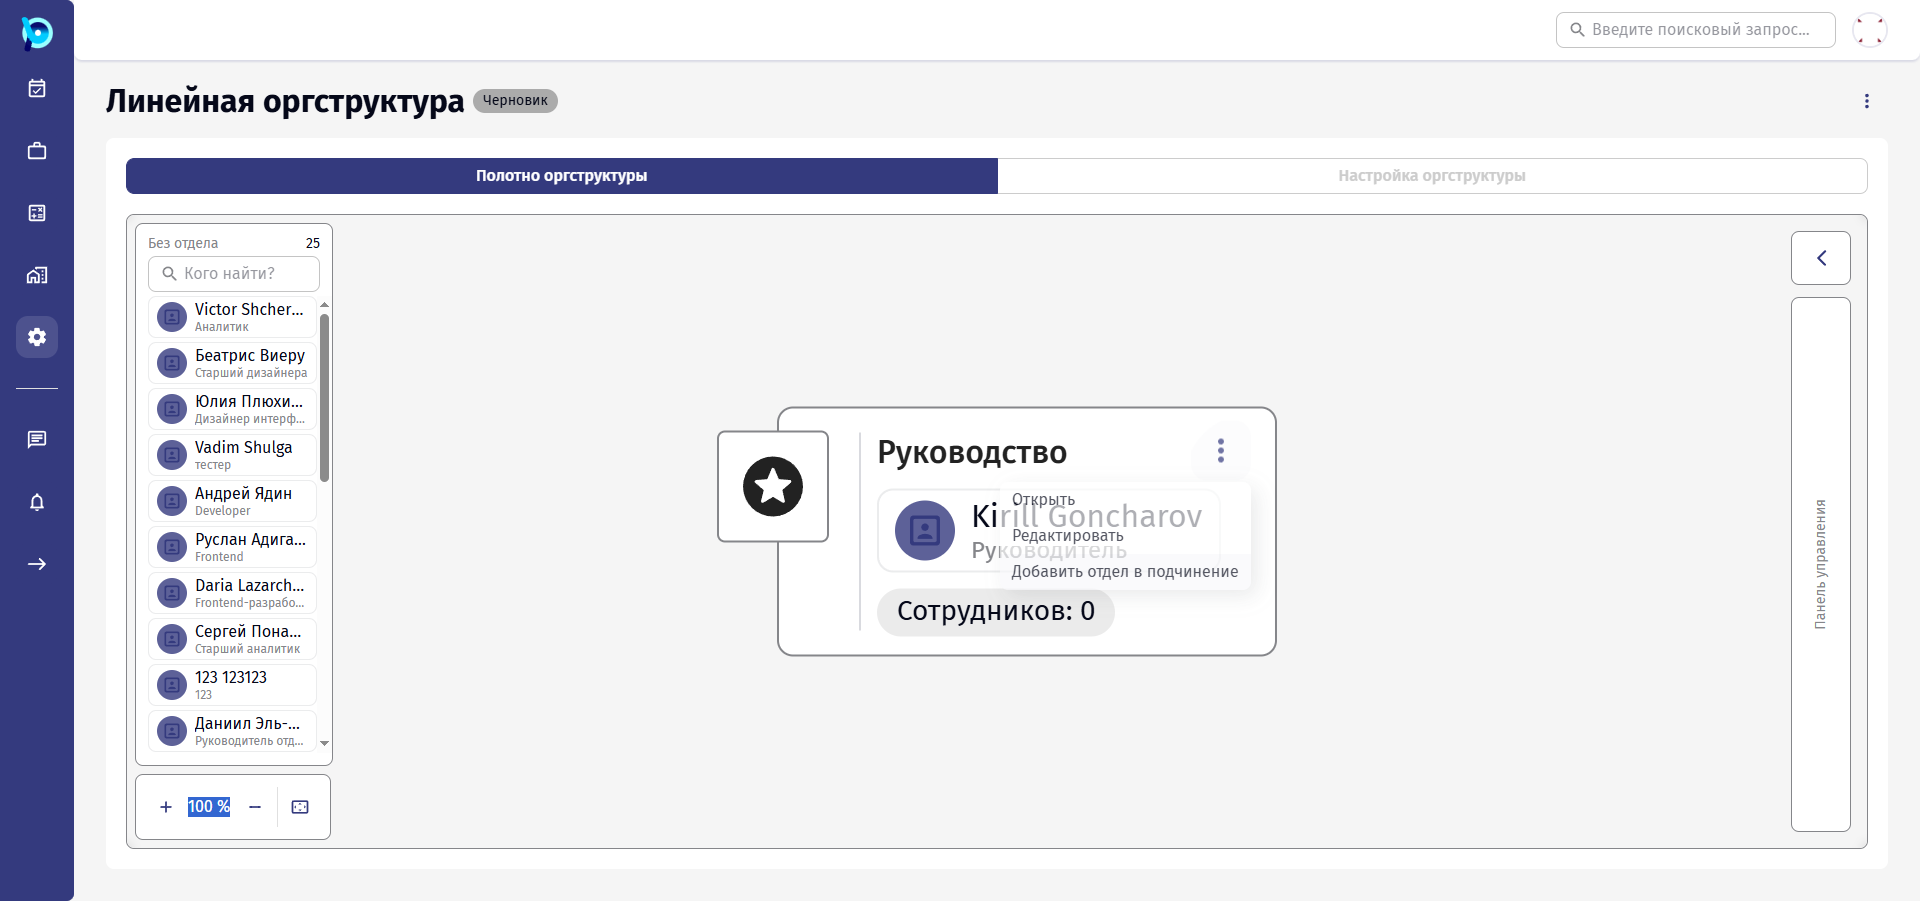 Введите поисковый запрос...
Линейная оргструктура
Черновик
Полотно оргструктуры
Настройка оргструктуры
Без отдела
25
Кого найти?
Victor Shcher...
Аналитик
Беатрис Виеру
Старший дизайнера
Юлия Плюхи...
Дизайнер интерф...
Vadim Shulga
тестер
Андрей Ядин
Developer
Руслан Адига...
Frontend
Daria Lazarch...
Frontend-разрабо...
Сергей Пона...
Старший аналитик
123 123123
123
Даниил Эль-...
Руководитель отд...
100 %
Руководство
Kirill Goncharov
Руководитель
Сотрудников: 0
Открыть
Редактировать
Добавить отдел в подчинение
Панель управления